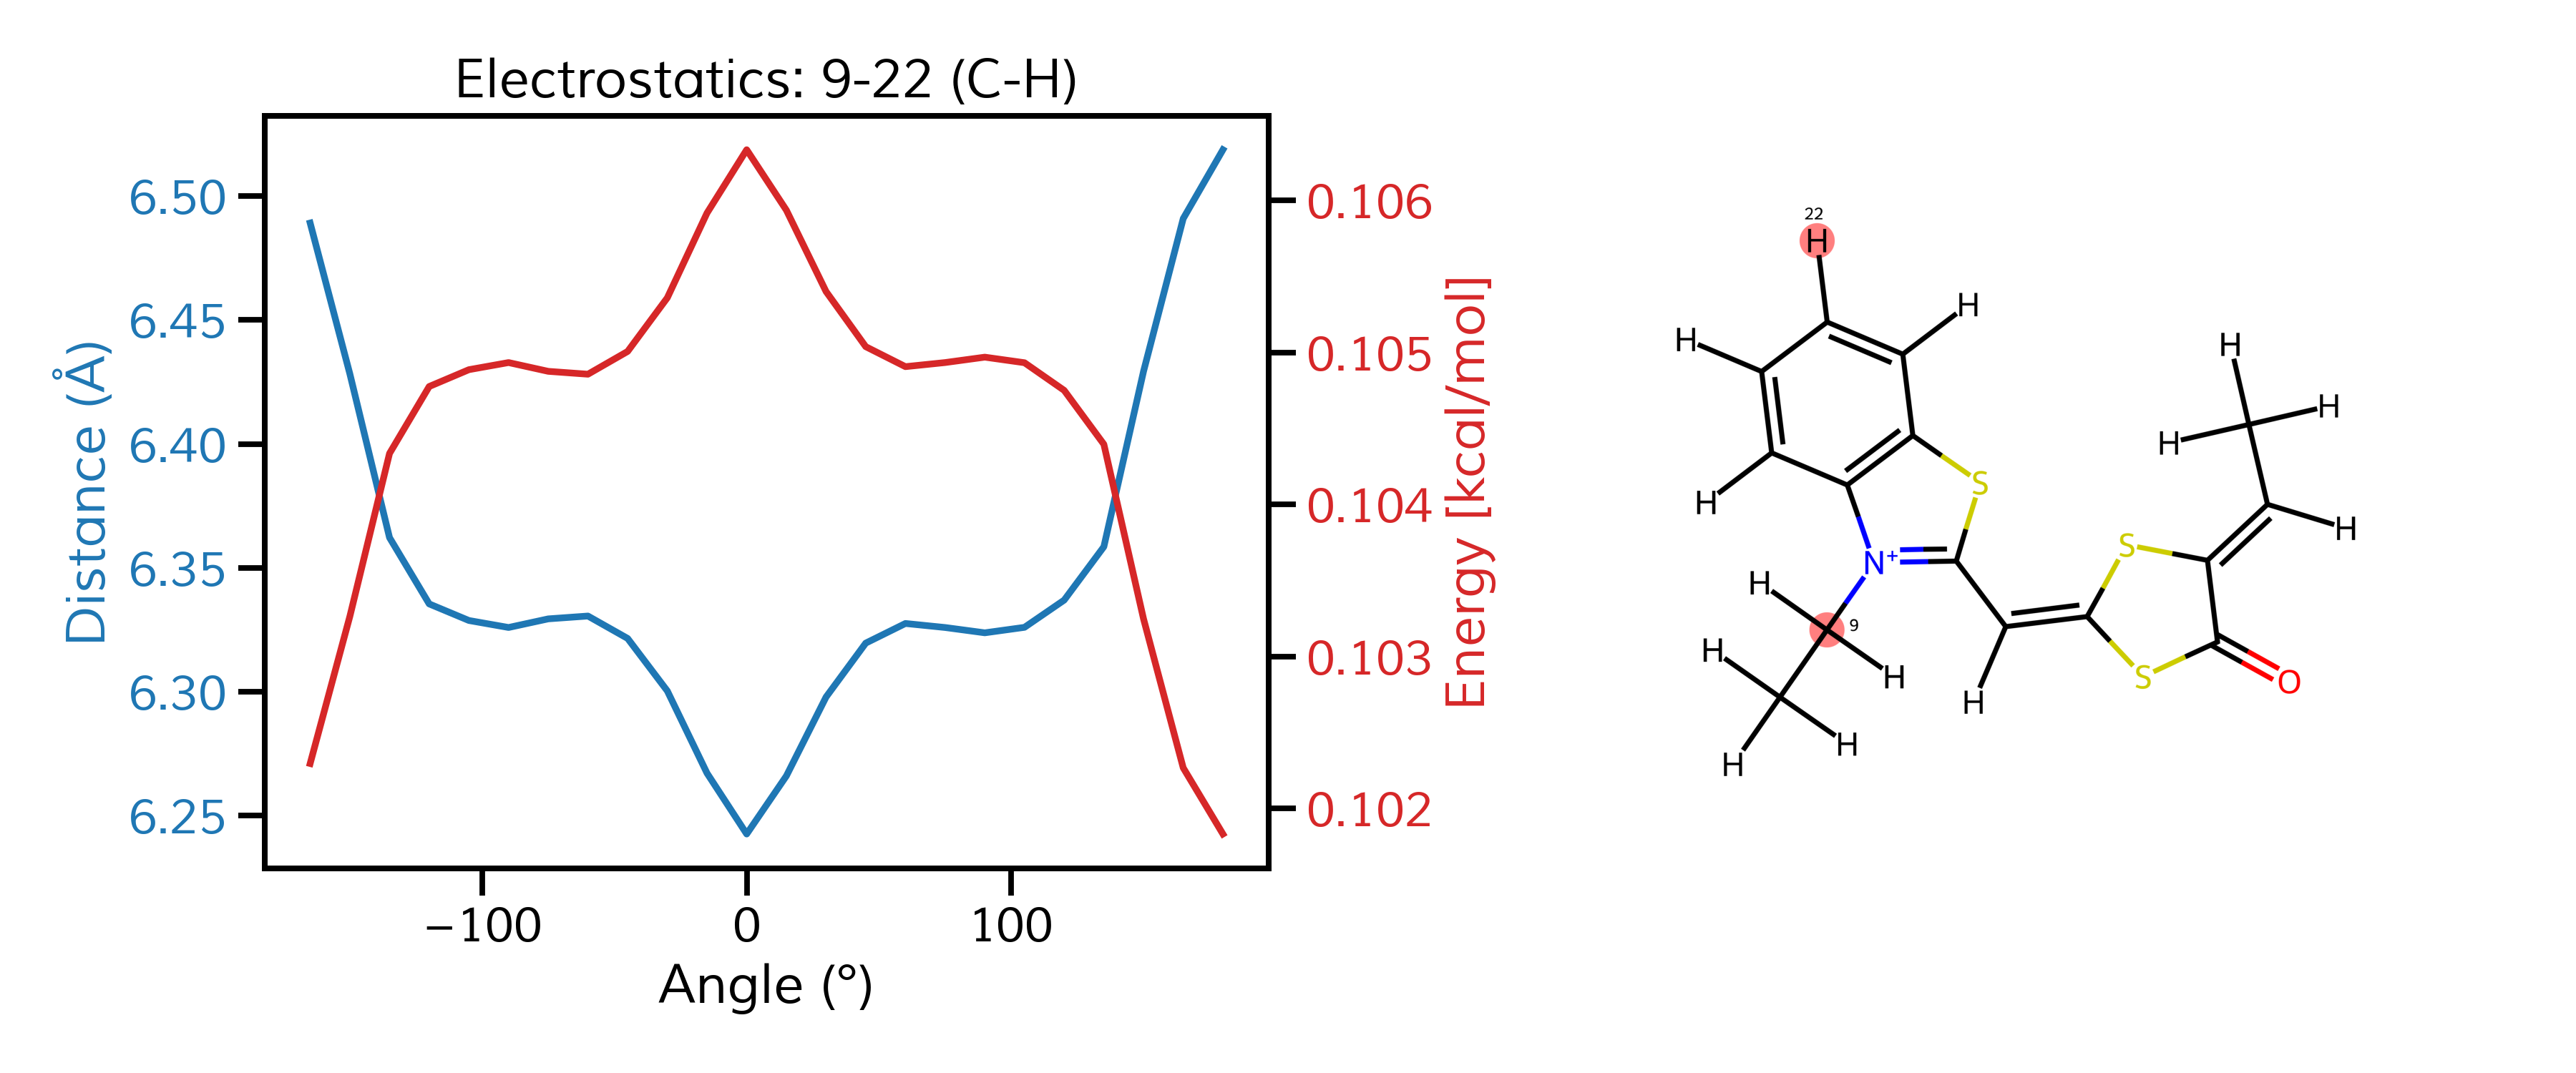 Electrostatics: 9-22 (C-H)
Distance (Å)
6.50
6.45
6.40
6.35
6.30
6.25
−100
0
100
Angle (°)
0.106
0.105
0.104
0.103
0.102
Energy [kcal/mol]
22
H
H
H
H
H
H
H
S
H
S
N+
H
9
H
H
S
H
O
H
H